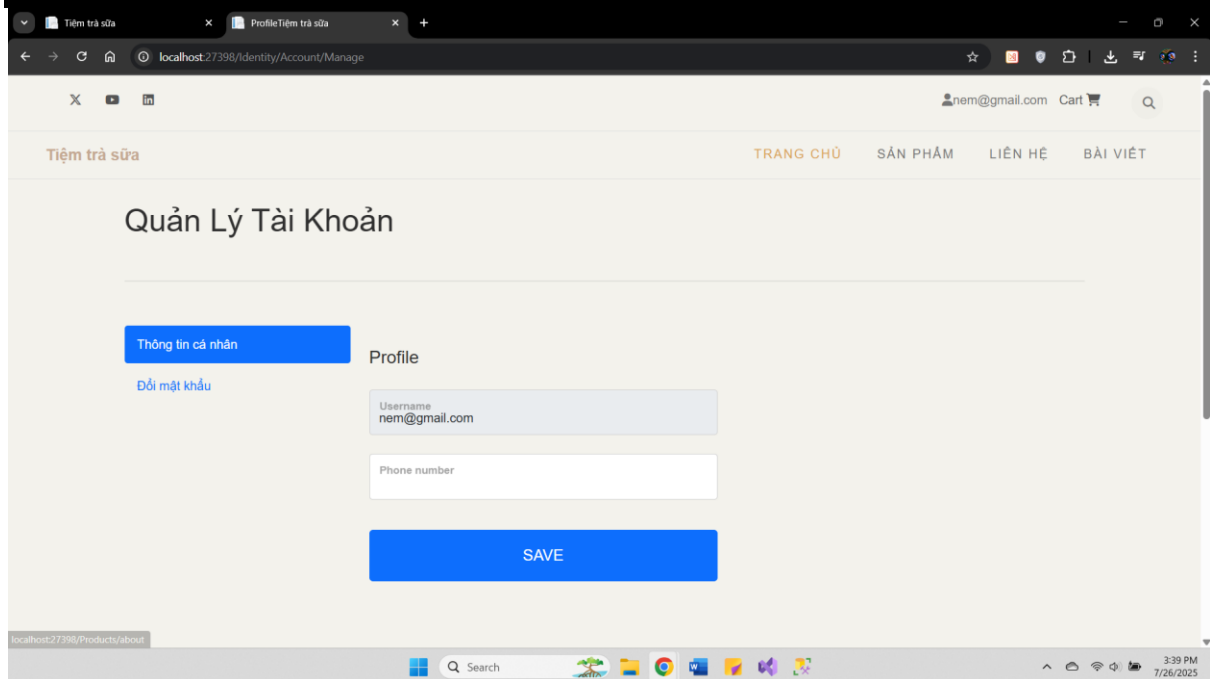 Tiệm trà sữa
ProfileTiệm trà sữa
localhost:27398/Identity/Account/Manage
nem@gmail.com Cart
Tiệm trà sữa
TRANG CHỦ SẢN PHẨM LIÊN HỆ BÀI VIẾT
Quản Lý Tài Khoản
Thông tin cá nhân
Đổi mật khẩu
Profile
Username
nem@gmail.com
Phone number
SAVE
localhost:27398/Products/about
Search
3:39 PM
7/26/2025